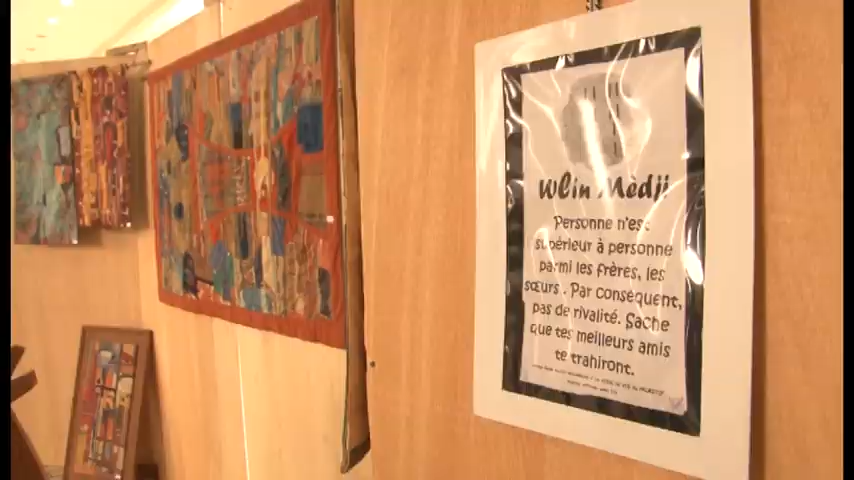 Wlin Mèdji
Personne n'est
supérieur à personne
parmi les frères, les
sœurs. Par conséquent,
pas de rivalité. Sache
que tes meilleurs amis
te trahiront.